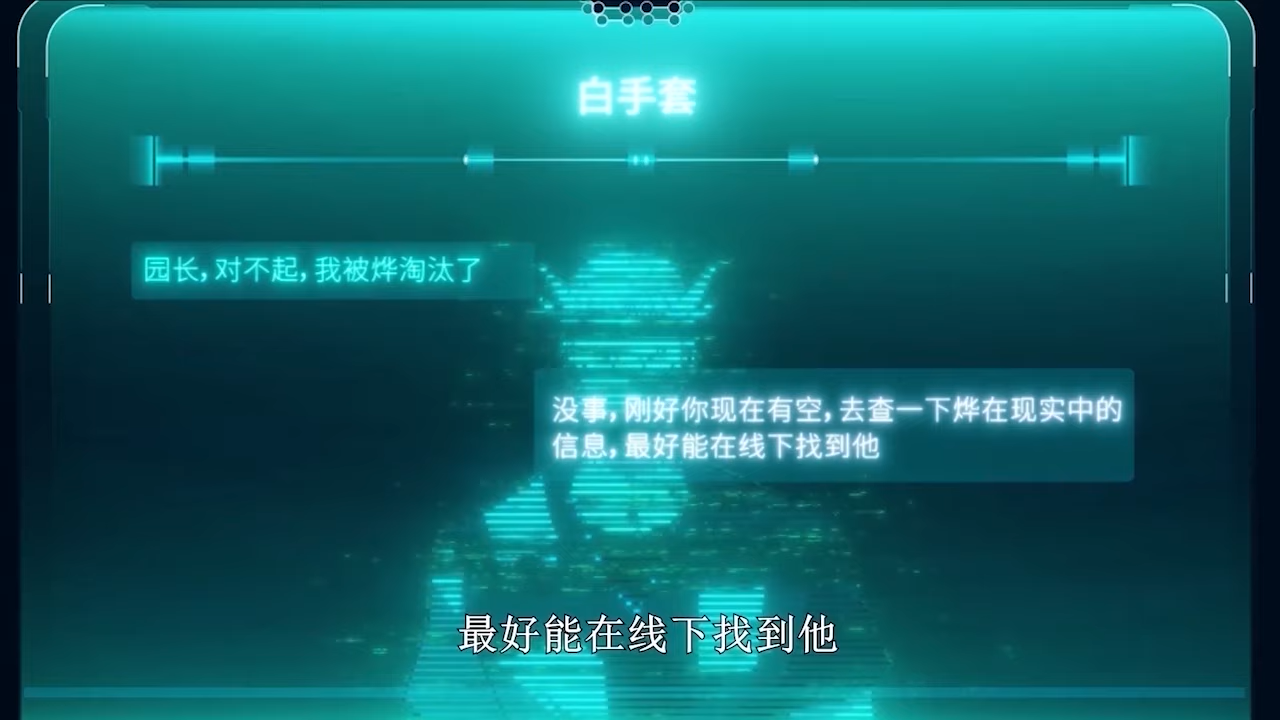 白手套
园长,对不起,我被烨淘汰了
没事,刚好你现在有空,去查一下烨在现实中的
信息,最好能在线下找到他
最好能在线下找到他